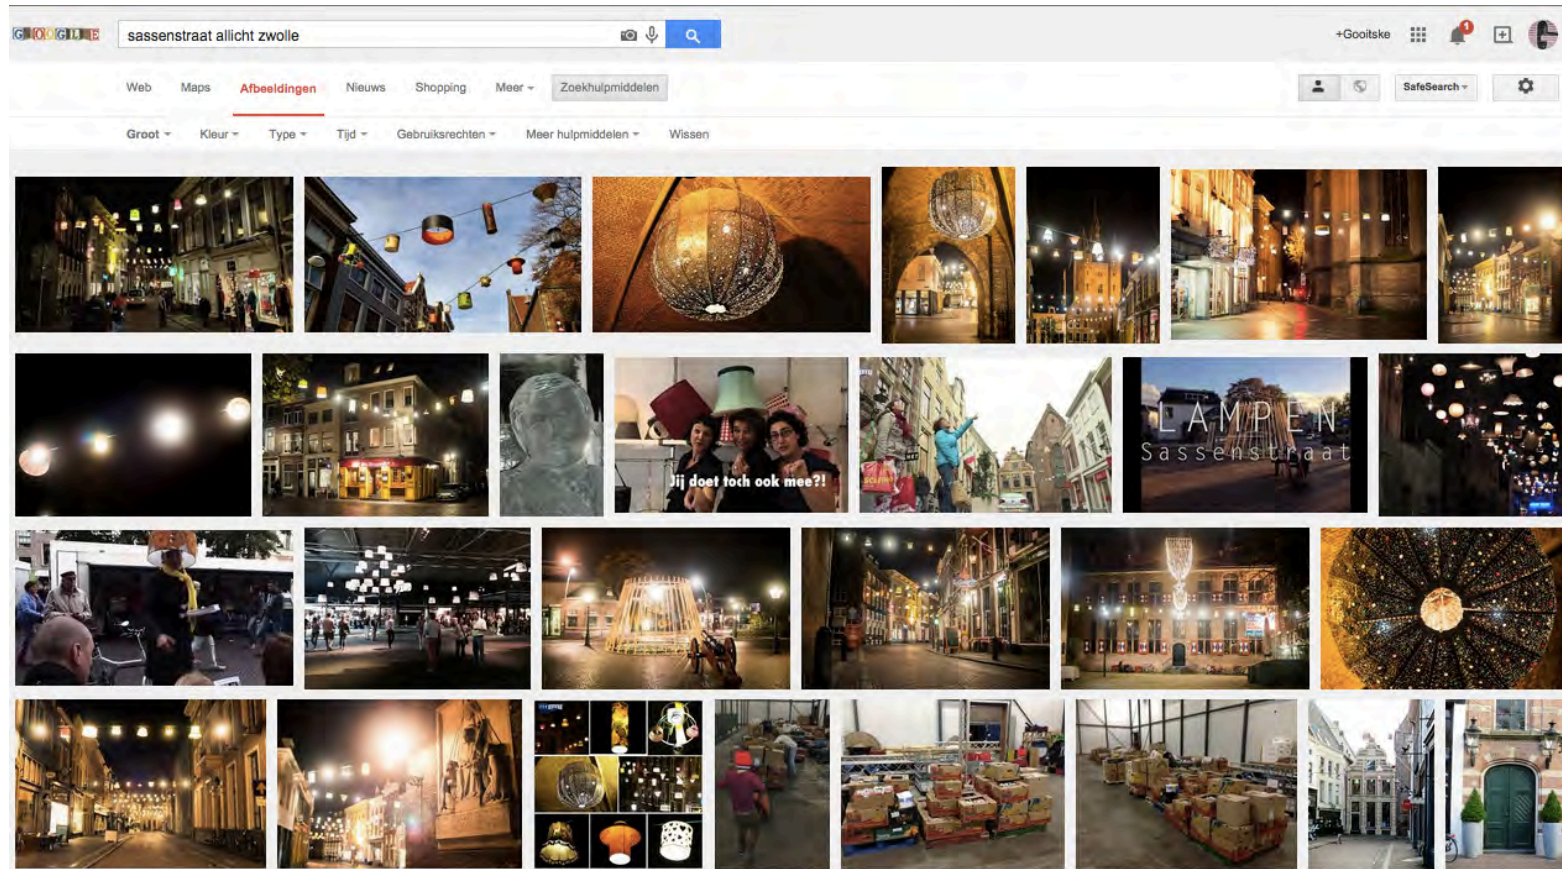 GOOGLE
sassenstraat allicht zwolle
+Gooitske
1
Web Maps Afbeeldingen Nieuws Shopping Meer Zoekhulpmiddelen
SafeSearch
Groot Kleur Type Tijd Gebruiksrechten Meer hulpmiddelen Wissen
Jij doet toch ook mee?!
LAMPEN
Sassenstraat